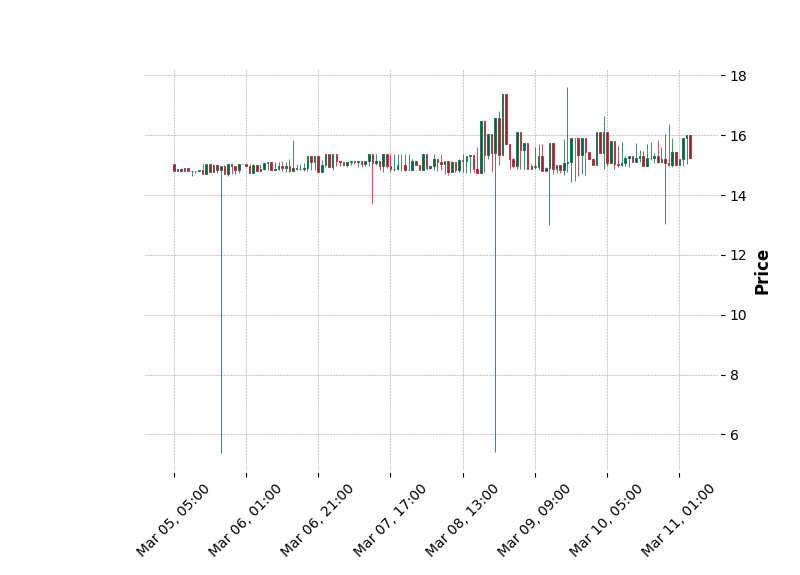 18
16
14
12
10
8
6
Price
Mar 05, 05:00
Mar 06, 01:00
Mar 06, 21:00
Mar 07, 17:00
Mar 08, 13:00
Mar 09, 09:00
Mar 10, 05:00
Mar 11, 01:00